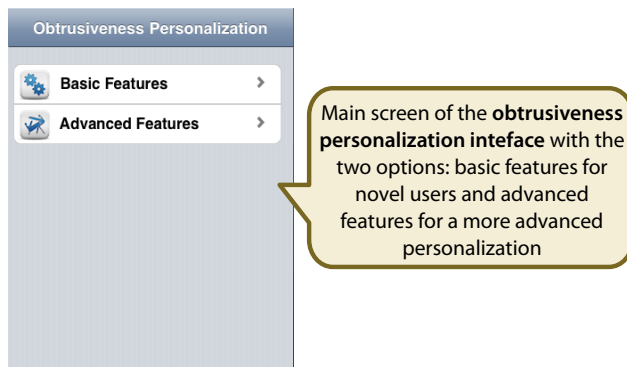 Obtrusiveness Personalization
Basic Features
Advanced Features
Main screen of the obtrusiveness
personalization inteface with the
two options: basic features for
novel users and advanced
features for a more advanced
personalization